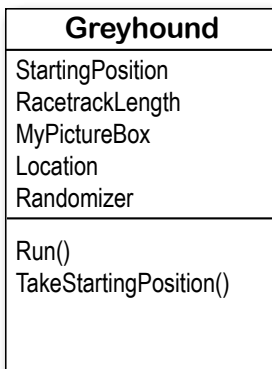 Greyhound
StartingPosition
RacetrackLength
MyPictureBox
Location
Randomizer
Run()
TakeStartingPosition()